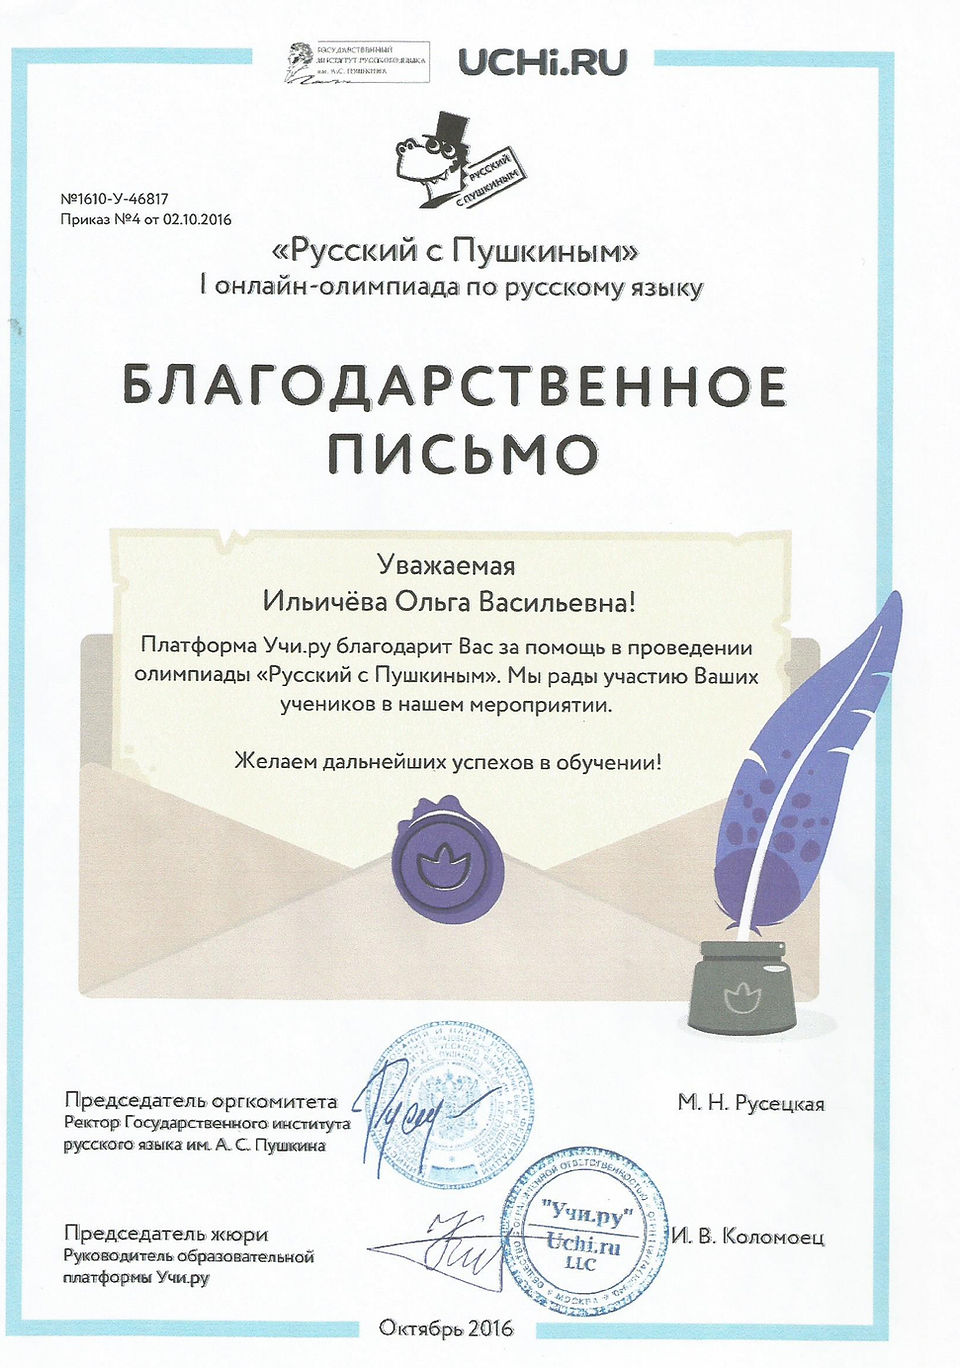 ГОСУДАРСТВЕННЫЙ
ИНСТИТУТ РУССКОГО ЯЗЫКА
им. А.С. ПУШКИНА
UCHi.RU
РУССКИЙ
С ПУШКИНЫМ
№1610-У-46817
Приказ №4 от 02.10.2016
«Русский с Пушкиным»
I онлайн-олимпиада по русскому языку
БЛАГОДАРСТВЕННОЕ
ПИСЬМО
Уважаемая
Ильичёва Ольга Васильевна!
Платформа Учи.ру благодарит Вас за помощь в проведении
олимпиады «Русский с Пушкиным». Мы рады участию Ваших
учеников в нашем мероприятии.
Желаем дальнейших успехов в обучении!
Председатель оргкомитета
Ректор Государственного института
русского языка им. А. С. Пушкина
М. Н. Русецкая
Председатель жюри
Руководитель образовательной
платформы Учи.ру
"Учи.ру"
Uchi.ru
LLC
МОСКВА
И. В. Коломоец
Октябрь 2016